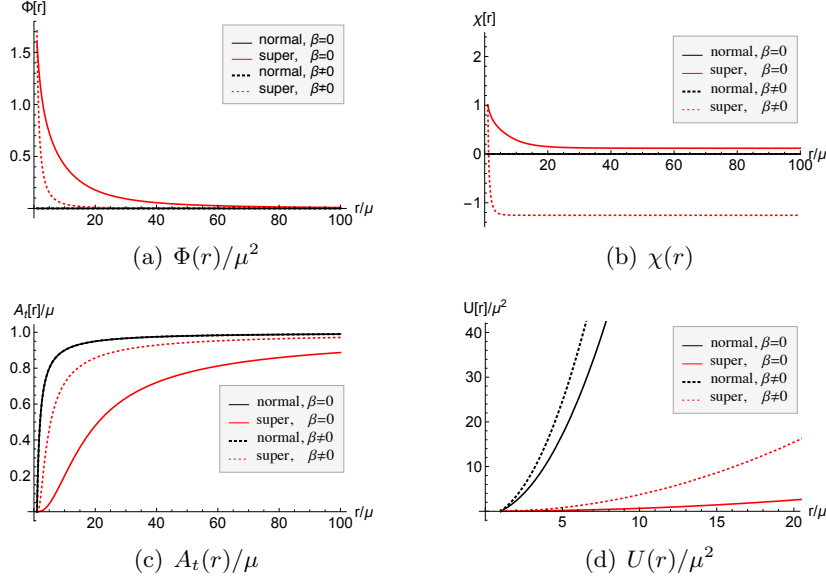 Φ[r]
1.5
1.0
0.5
20 40 60 80 100
r/μ
normal, β=0
super, β=0
normal, β≠0
super, β≠0
(a) Φ(r)/μ²
χ[r]
2
1
0
-1
20 40 60 80 100
r/μ
normal, β=0
super, β=0
normal, β≠0
super, β≠0
(b) χ(r)
Aₜ[r]/μ
1.0
0.8
0.6
0.4
0.2
20 40 60 80 100
r/μ
normal, β=0
super, β=0
normal, β≠0
super, β≠0
(c) Aₜ(r)/μ
U[r]/μ²
40
30
20
10
5 10 15 20
r/μ
normal, β=0
super, β=0
normal, β≠0
super, β≠0
(d) U(r)/μ²